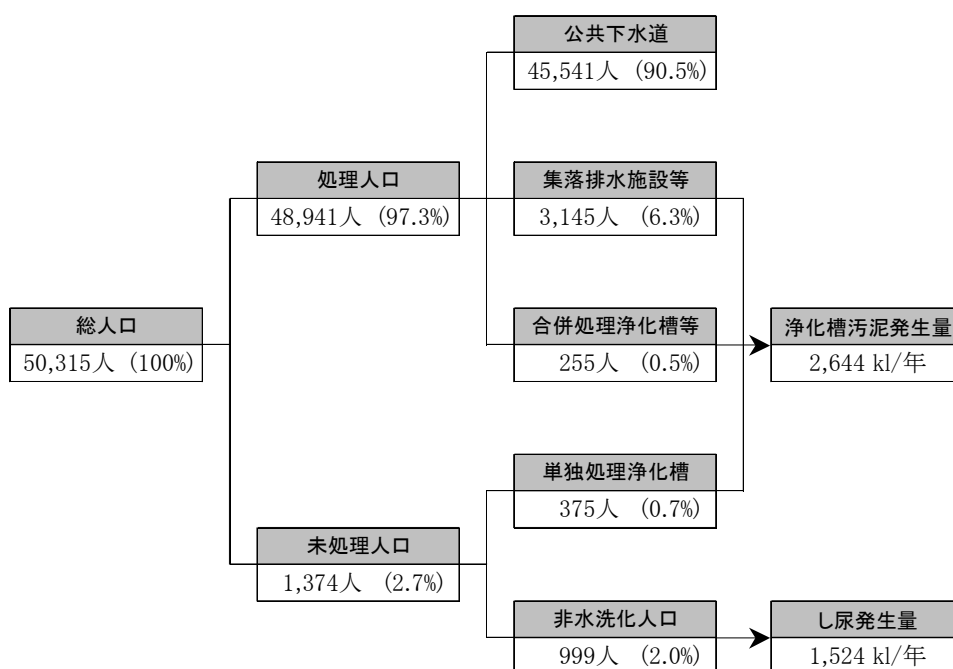 公共下水道
45,541人 (90.5%)
処理人口
48,941人 (97.3%)
集落排水施設等
3,145人 (6.3%)
総人口
50,315人 (100%)
合併処理浄化槽等
255人 (0.5%)
浄化槽汚泥発生量
2,644 kl/年
単独処理浄化槽
375人 (0.7%)
未処理人口
1,374人 (2.7%)
非水洗化人口
999人 (2.0%)
し尿発生量
1,524 kl/年